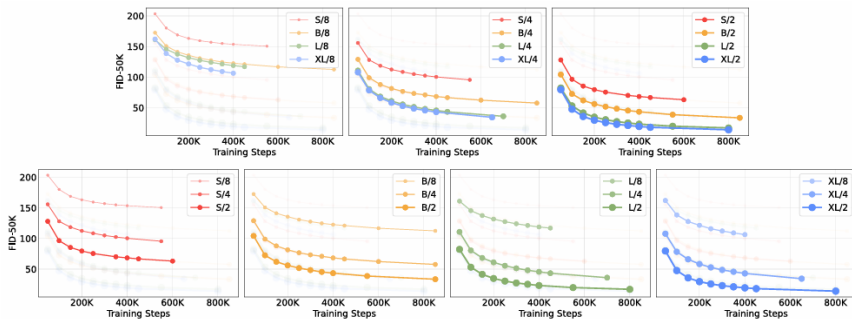 FID-50K
200
150
100
50
S/8
B/8
L/8
XL/8
200K 400K 600K 800K
Training Steps
S/4
B/4
L/4
XL/4
200K 400K 600K 800K
Training Steps
S/2
B/2
L/2
XL/2
200K 400K 600K 800K
Training Steps
FID-50K
200
150
100
50
S/8
S/4
S/2
200K 400K 600K 800K
Training Steps
B/8
B/4
B/2
200K 400K 600K 800K
Training Steps
L/8
L/4
L/2
200K 400K 600K 800K
Training Steps
XL/8
XL/4
XL/2
200K 400K 600K 800K
Training Steps